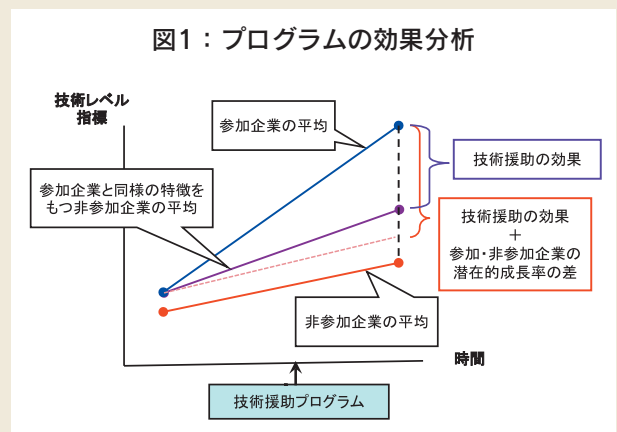 図1：プログラムの効果分析
技術レベル
指標
参加企業の平均
技術援助の効果
参加企業と同様の特徴を
もつ非参加企業の平均
技術援助の効果
＋
参加・非参加企業の
潜在的成長率の差
非参加企業の平均
時間
技術援助プログラム